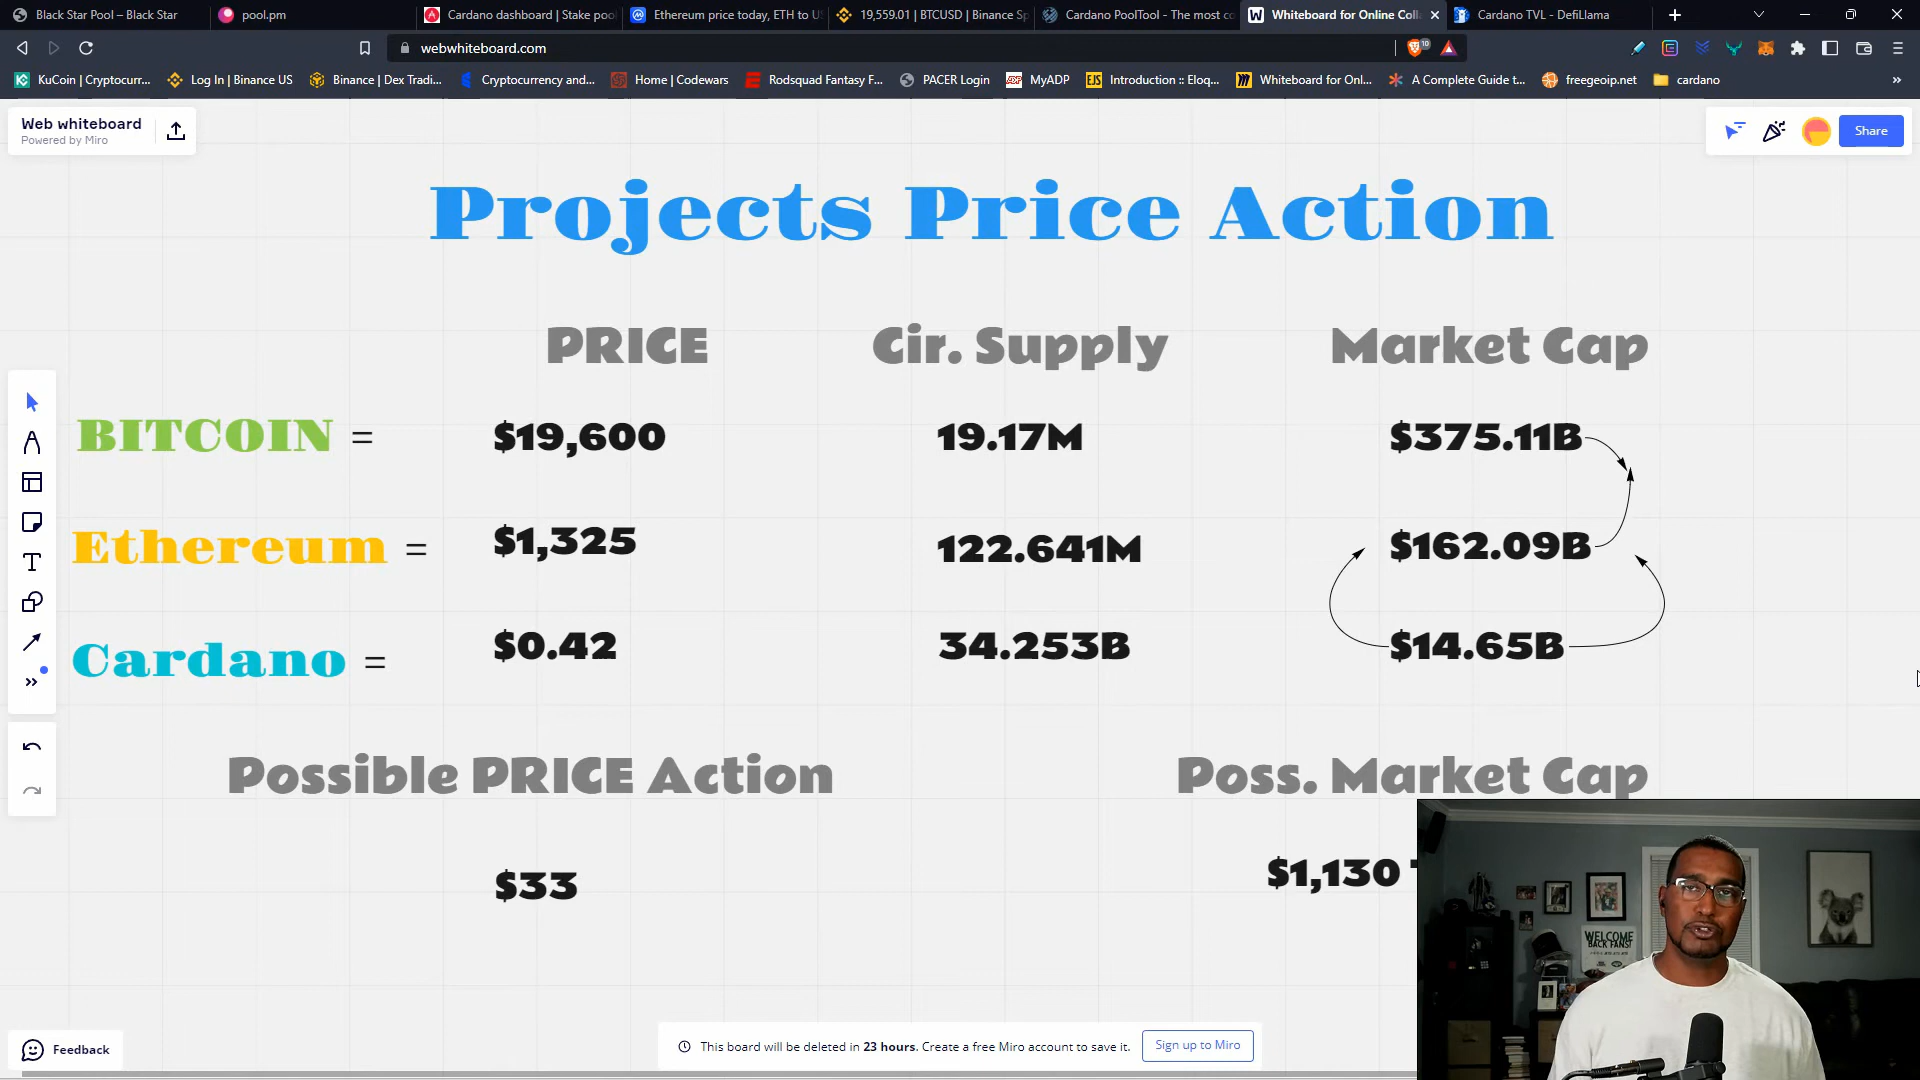 Black Star Pool – Black Star
pool.pm
Cardano dashboard | Stake pool
Ethereum price today, ETH to US
19,559.01 | BTCUSD | Binance Sp
Cardano PoolTool - The most co
Whiteboard for Online Coll
Cardano TVL - DefiLlama
webwhiteboard.com
10
KuCoin | Cryptocurr...
Log In | Binance US
Binance | Dex Tradi...
Cryptocurrency and...
Home | Codewars
Rodsquad Fantasy F...
PACER Login
MyADP
Introduction :: Eloq...
Whiteboard for Onl...
A Complete Guide t...
freegeoip.net
cardano
Web whiteboard
Powered by Miro
Share
Projects Price Action
PRICE Cir. Supply Market Cap
BITCOIN = $19,600 19.17M $375.11B
Ethereum = $1,325 122.641M $162.09B
Cardano = $0.42 34.253B $14.65B
Possible PRICE Action Poss. Market Cap
$33 $1,130
WELCOME
BACK FANS!
Feedback
This board will be deleted in 23 hours. Create a free Miro account to save it.
Sign up to Miro